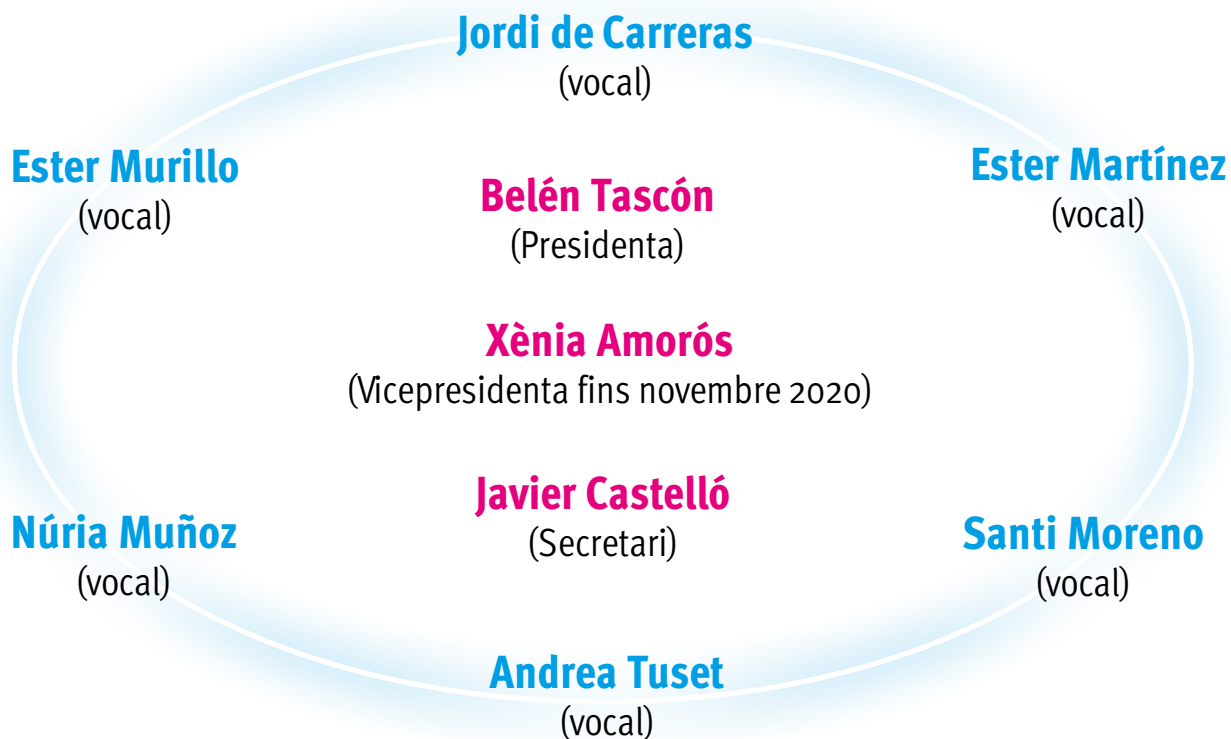 Jordi de Carreras
(vocal)
Ester Murillo
(vocal)
Ester Martínez
(vocal)
Belén Tascón
(Presidenta)
Xènia Amorós
(Vicepresidenta fins novembre 2020)
Javier Castelló
(Secretari)
Núria Muñoz
(vocal)
Santi Moreno
(vocal)
Andrea Tuset
(vocal)